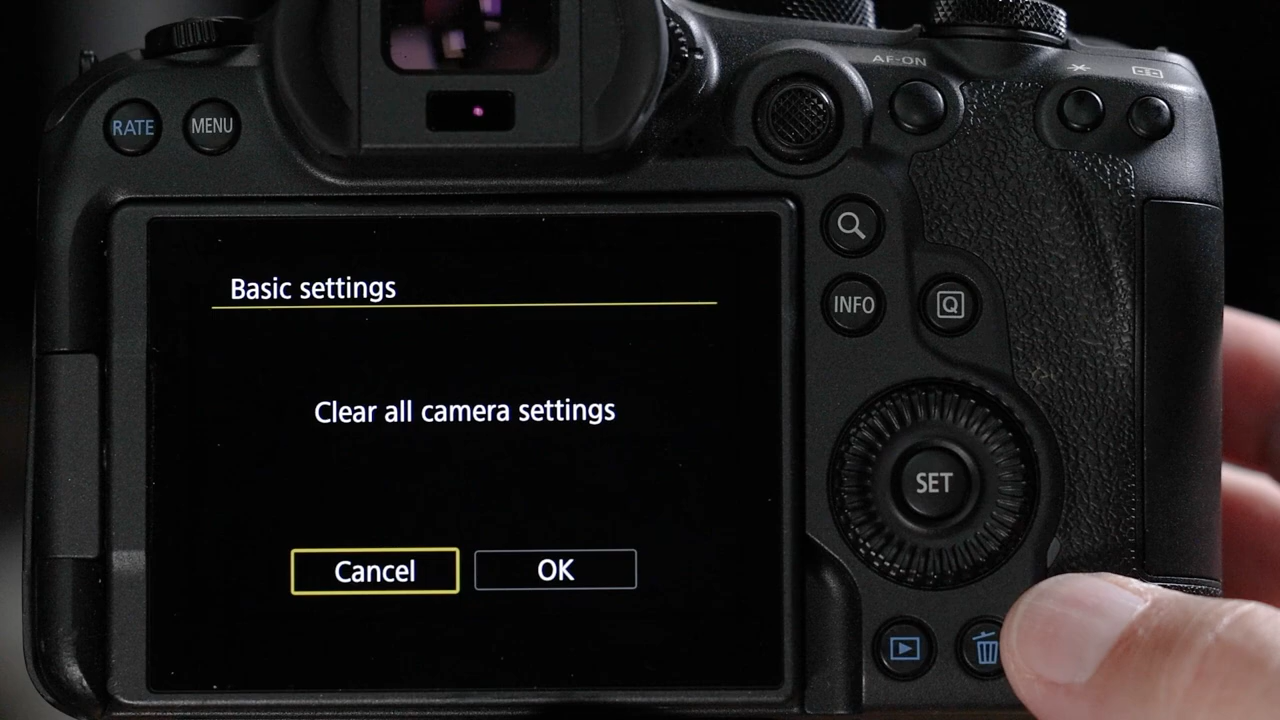 AF-ON
RATE
MENU
INFO
Q
Basic settings
Clear all camera settings
SET
Cancel
OK